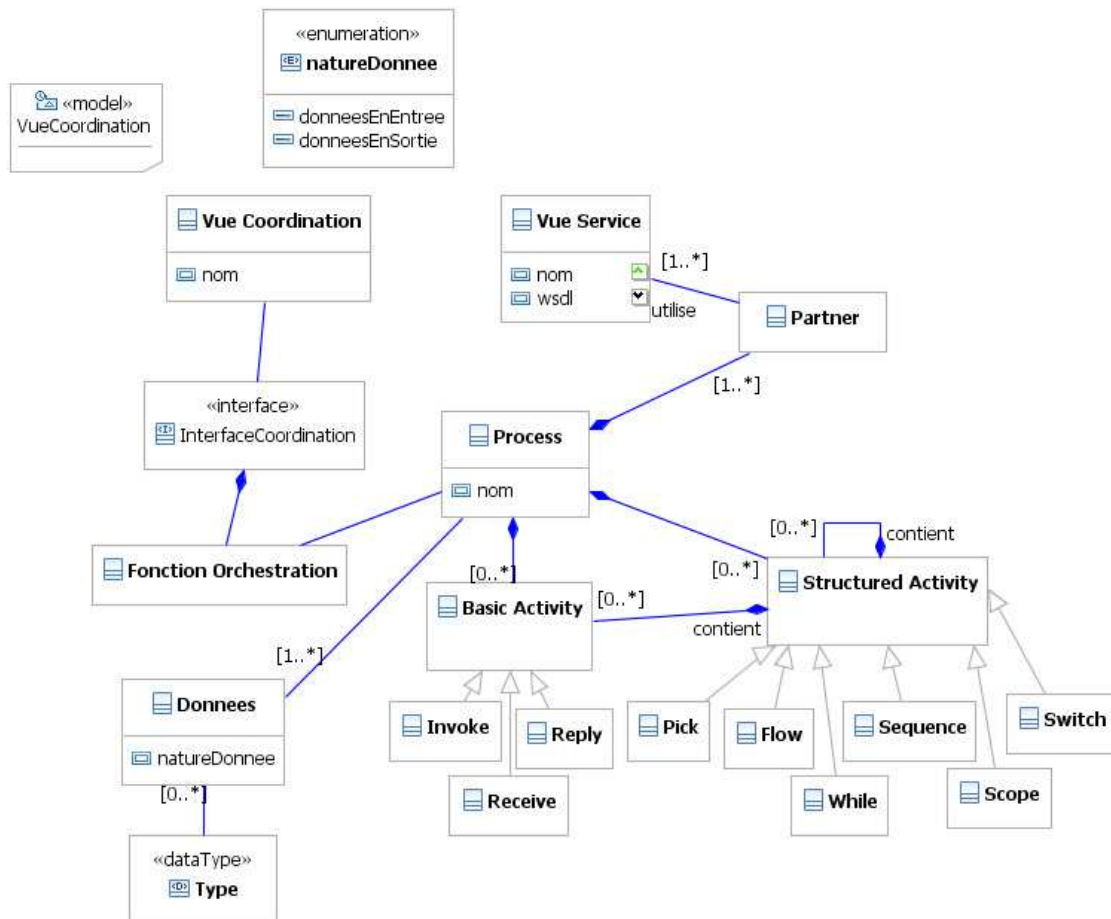 «enumeration»
natureDonnee
donneesEnEntree
donneesEnSortie
«model»
VueCoordination
Vue Coordination
nom
Vue Service
nom
wsdl
[1..*]
utilise
Partner
[1..*]
«interface»
InterfaceCoordination
Process
nom
Fonction Orchestration
[0..*]
Basic Activity
[0..*]
contient
[0..*]
[0..*]
contient
Structured Activity
[1..*]
Donnees
natureDonnee
[0..*]
«dataType»
Type
Invoke
Reply
Receive
Pick
Flow
While
Sequence
Scope
Switch